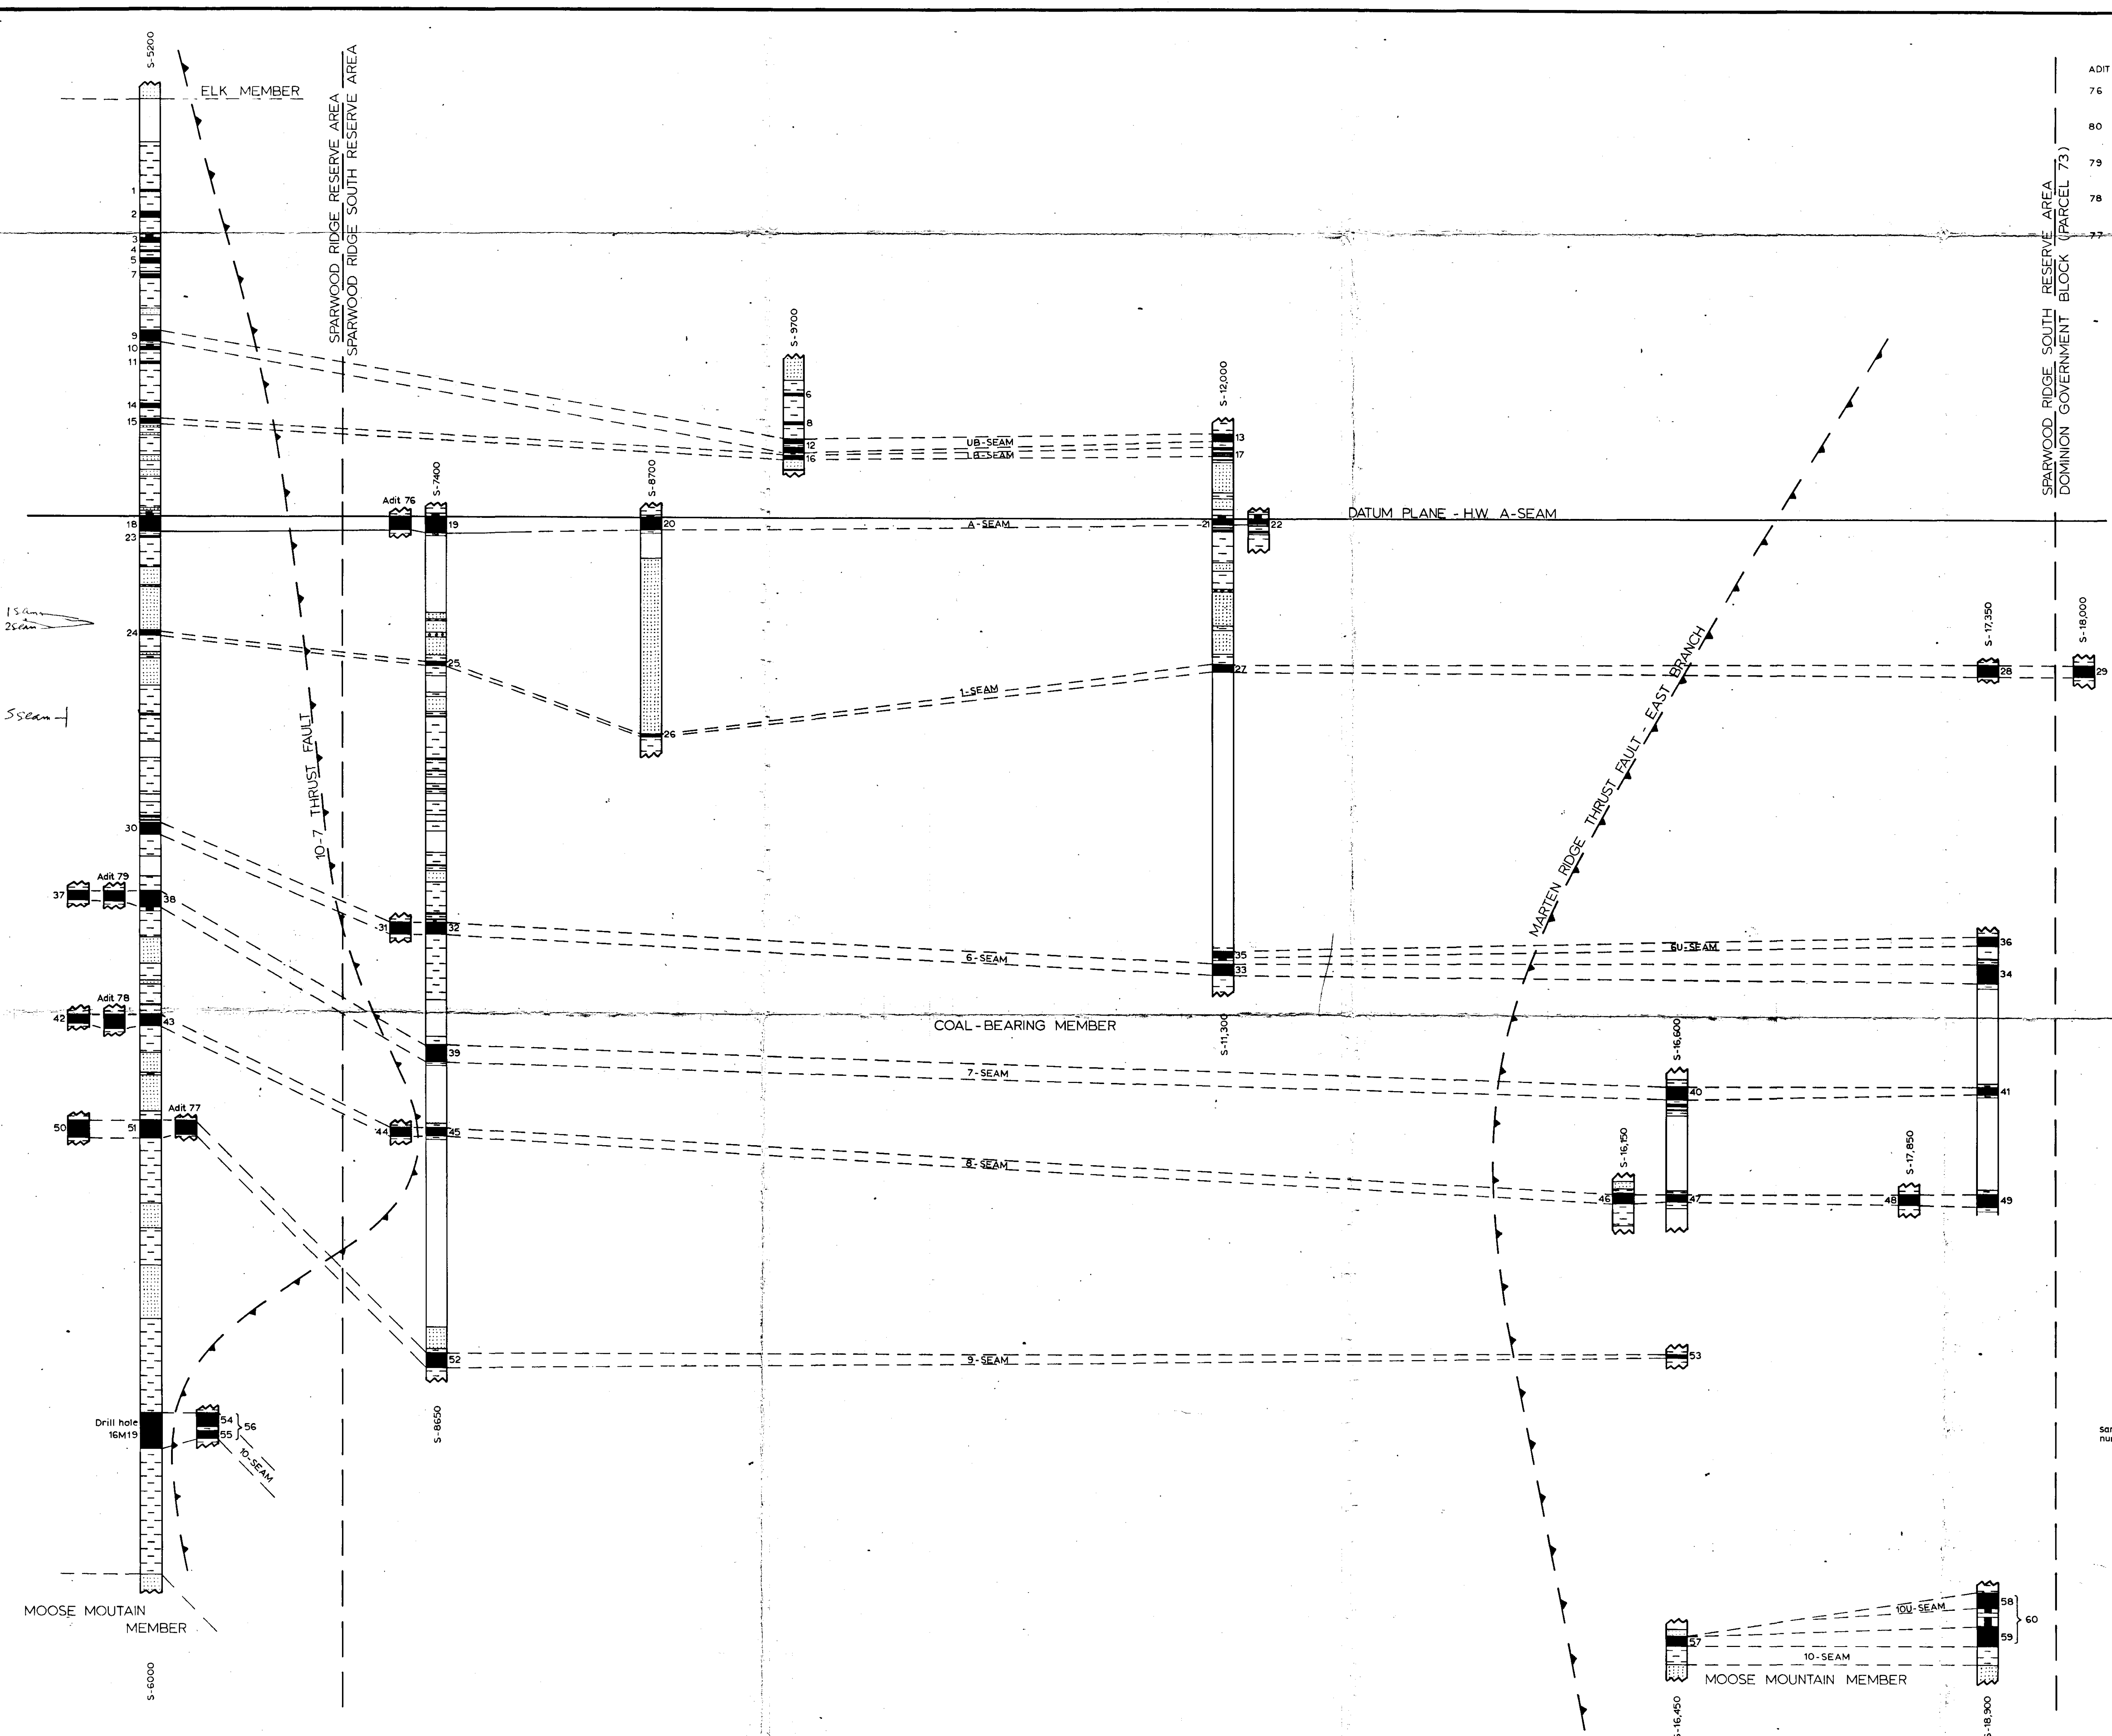 S-5200
ELK MEMBER
SPARWOOD RIDGE RESERVE AREA
SPARWOOD RIDGE SOUTH RESERVE AREA
SPARWOOD RIDGE SOUTH RESERVE AREA
DOMINION GOVERNMENT BLOCK (PARCEL 73)
ADIT
76
80
79
78
77
1
2
3
4
5
7
9
10
11
14
15
S-9700
6
8
12
16
S-12,000
13
17
UB-SEAM
LB-SEAM
S-7400
S-8700
Adit 76
18
19
20
A-SEAM
21
22
DATUM PLANE - H.W. A-SEAM
23
1 Seam
2 Seam
24
25
26
1-SEAM
27
S-17,350
28
S-18,000
29
5 seam
10-7 THRUST FAULT
MARTEN RIDGE THRUST FAULT - EAST BRANCH
30
31
32
6-SEAM
35
33
6U-SEAM
36
34
37
Adit 79
38
COAL-BEARING MEMBER
S-11,300
S-16,600
39
7-SEAM
40
41
42
Adit 78
43
44
45
8-SEAM
S-16,150
46
47
S-17,850
48
49
50
51
Adit 77
52
9-SEAM
53
S-8650
Drill hole
16M19
54
55
56
10-SEAM
MOOSE MOUTAIN
MEMBER
S-6000
57
10U-SEAM
58
59
60
10-SEAM
MOOSE MOUNTAIN MEMBER
S-16,450
S-18,900